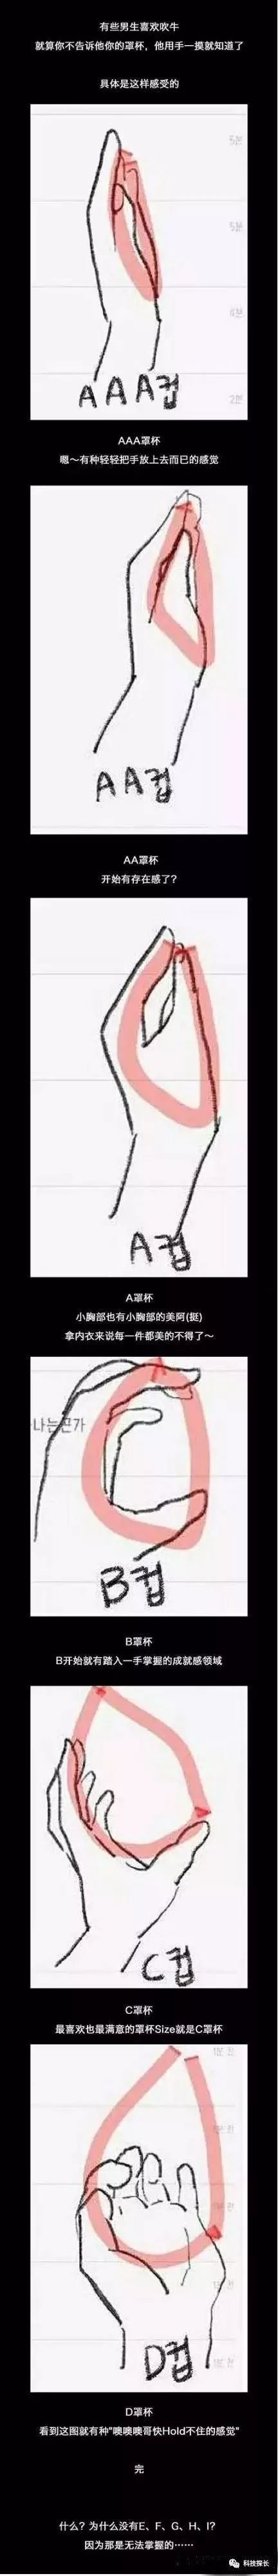 有些男生喜欢吹牛
就算你不告诉他你的罩杯，他用手一摸就知道了
具体是这样感受的
5분
5분
4분
AAA컵
2분
AAA罩杯
嗯～有种轻轻把手放上去而已的感觉
AA컵
AA罩杯
开始有存在感了?
A컵
A罩杯
小胸部也有小胸部的美阿(挺)
拿内衣来说每一件都美的不得了～
B컵
B罩杯
B开始就有踏入一手掌握的成就感领域
C컵
C罩杯
最喜欢也最满意的罩杯Size就是C罩杯
D컵
D罩杯
看到这图就有种"噢噢噢哥快Hold不住的感觉"
完
什么？为什么没有E、F、G、H、I?
因为那是无法掌握的……
科技探长